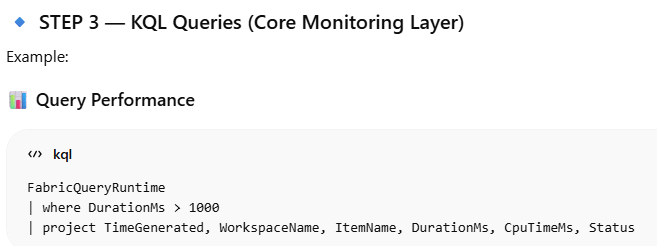 STEP 3 — KQL Queries (Core Monitoring Layer)
Example:
Query Performance
</> kql
FabricQueryRuntime
| where DurationMs > 1000
| project TimeGenerated, WorkspaceName, ItemName, DurationMs, CpuTimeMs, Status